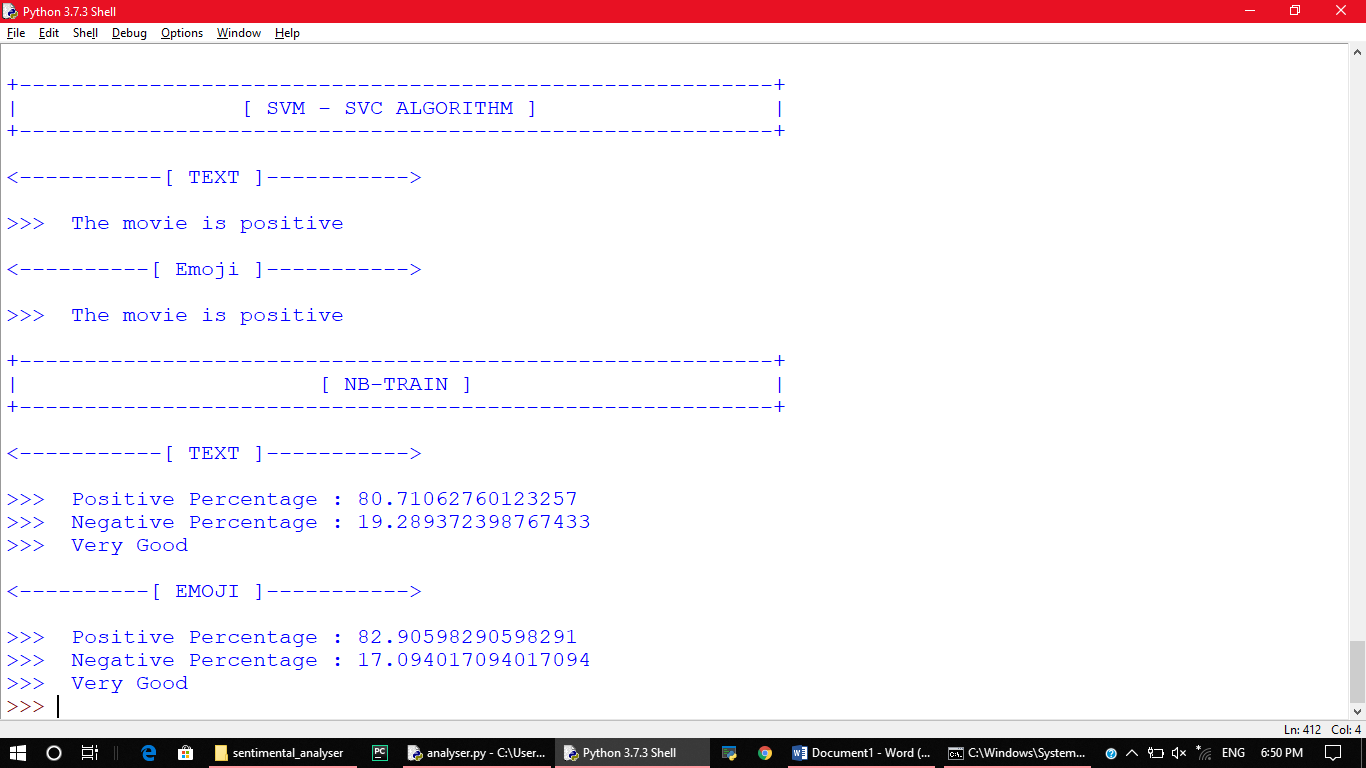 Python 3.7.3 Shell
File Edit Shell Debug Options Window Help
+----------------------------------------------------------+
| [ SVM - SVC ALGORITHM ] |
+----------------------------------------------------------+
<-----------[ TEXT ]----------->
>>> The movie is positive
<----------[ Emoji ]----------->
>>> The movie is positive
+----------------------------------------------------------+
| [ NB-TRAIN ] |
+----------------------------------------------------------+
<-----------[ TEXT ]----------->
>>> Positive Percentage : 80.71062760123257
>>> Negative Percentage : 19.289372398767433
>>> Very Good
<----------[ EMOJI ]----------->
>>> Positive Percentage : 82.90598290598291
>>> Negative Percentage : 17.094017094017094
>>> Very Good
>>>
Ln: 412 Col: 4
sentimental_analyser PC analyser.py - C:\User... Python 3.7.3 Shell Document1 - Word (... C:\Windows\System... ENG 6:50 PM